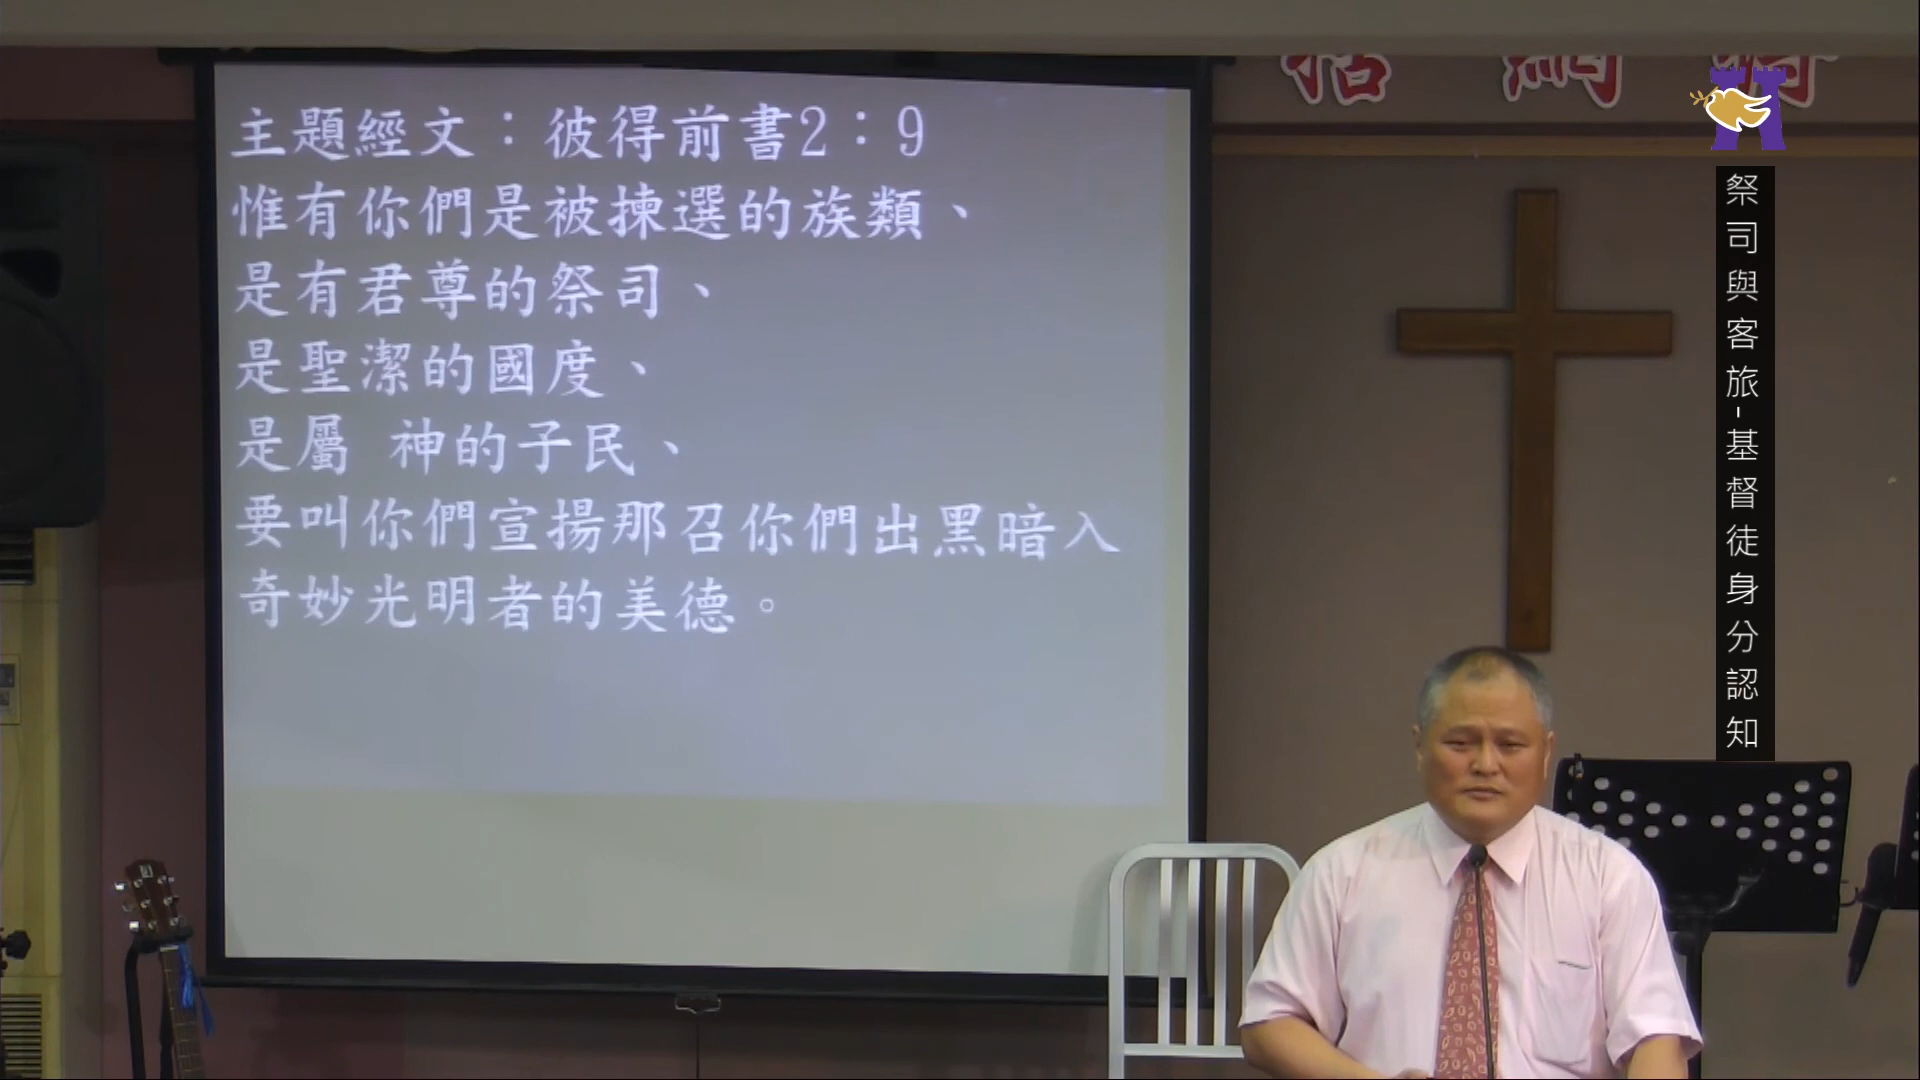 主題經文：彼得前書2：9
惟有你們是被揀選的族類、
是有君尊的祭司、
是聖潔的國度、
是屬 神的子民、
要叫你們宣揚那召你們出黑暗入
奇妙光明者的美德。
祭司與客旅-基督徒身分認知